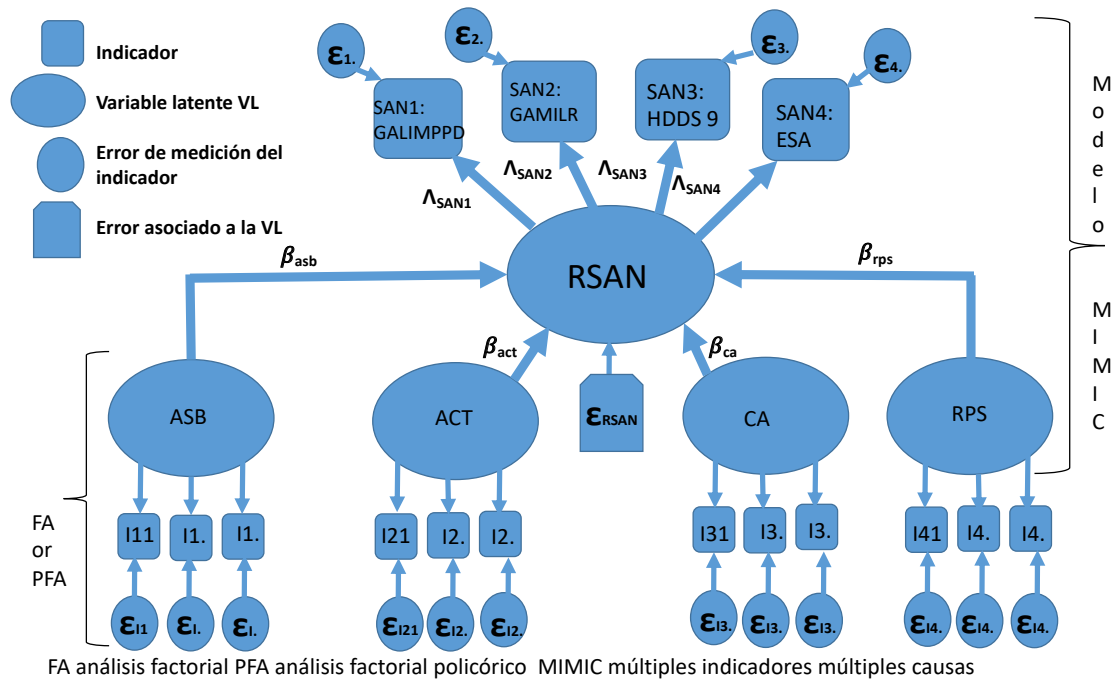 Indicador
Variable latente VL
Error de medición del
indicador
Error asociado a la VL
ε1.
ε2.
ε3.
ε4.
SAN1:
GALIMPPD
SAN2:
GAMILR
SAN3:
HDDS 9
SAN4:
ESA
ΛSAN1
ΛSAN2
ΛSAN3
ΛSAN4
RSAN
βasb
βrps
βact
βca
εRSAN
ASB
ACT
CA
RPS
I11
I1.
I1.
I21
I2.
I2.
I31
I3.
I3.
I41
I4.
I4.
εI1
εI.
εI.
εI21
εI2.
εI2.
εI3.
εI3.
εI3.
εI4.
εI4.
εI4.
FA
or
PFA
Modelo
MIMIC
FA análisis factorial PFA análisis factorial policórico MIMIC múltiples indicadores múltiples causas